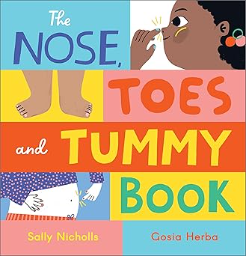 The
NOSE,
TOES
and TUMMY
BOOK
Sally Nicholls Gosia Herba